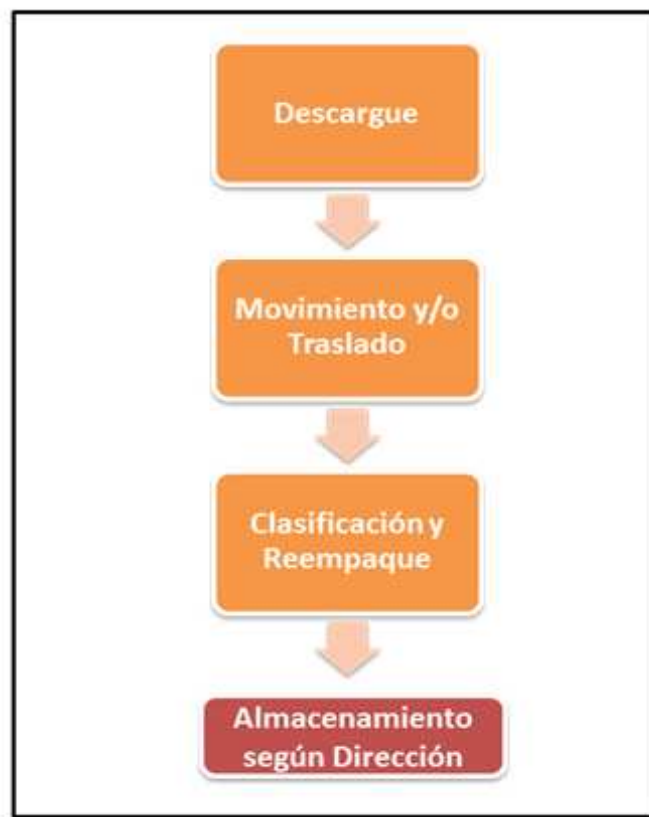 Descargue
Movimiento y/o
Traslado
Clasificación y
Reempaque
Almacenamiento
según Dirección